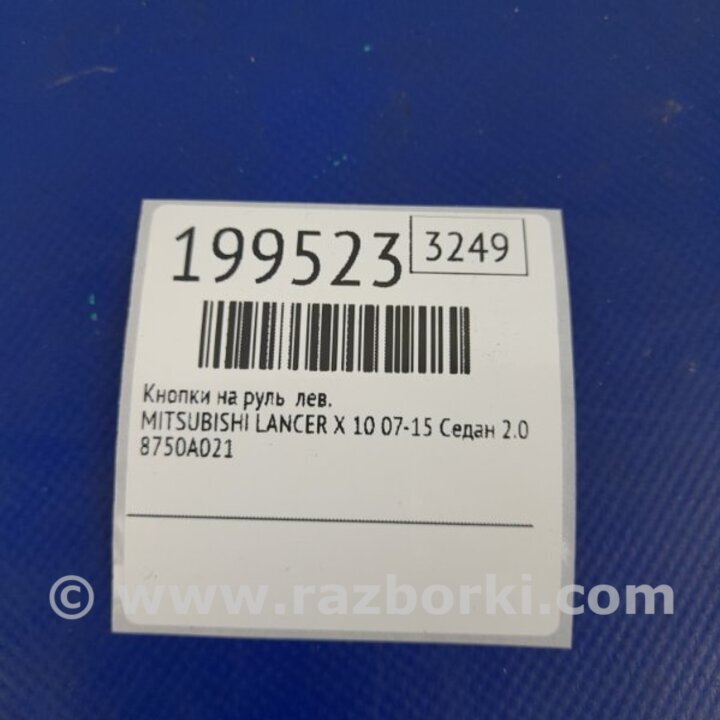 199523 3249
Кнопки на руль лев.
MITSUBISHI LANCER X 10 07-15 Седан 2.0
8750A021
© www.razborki.com